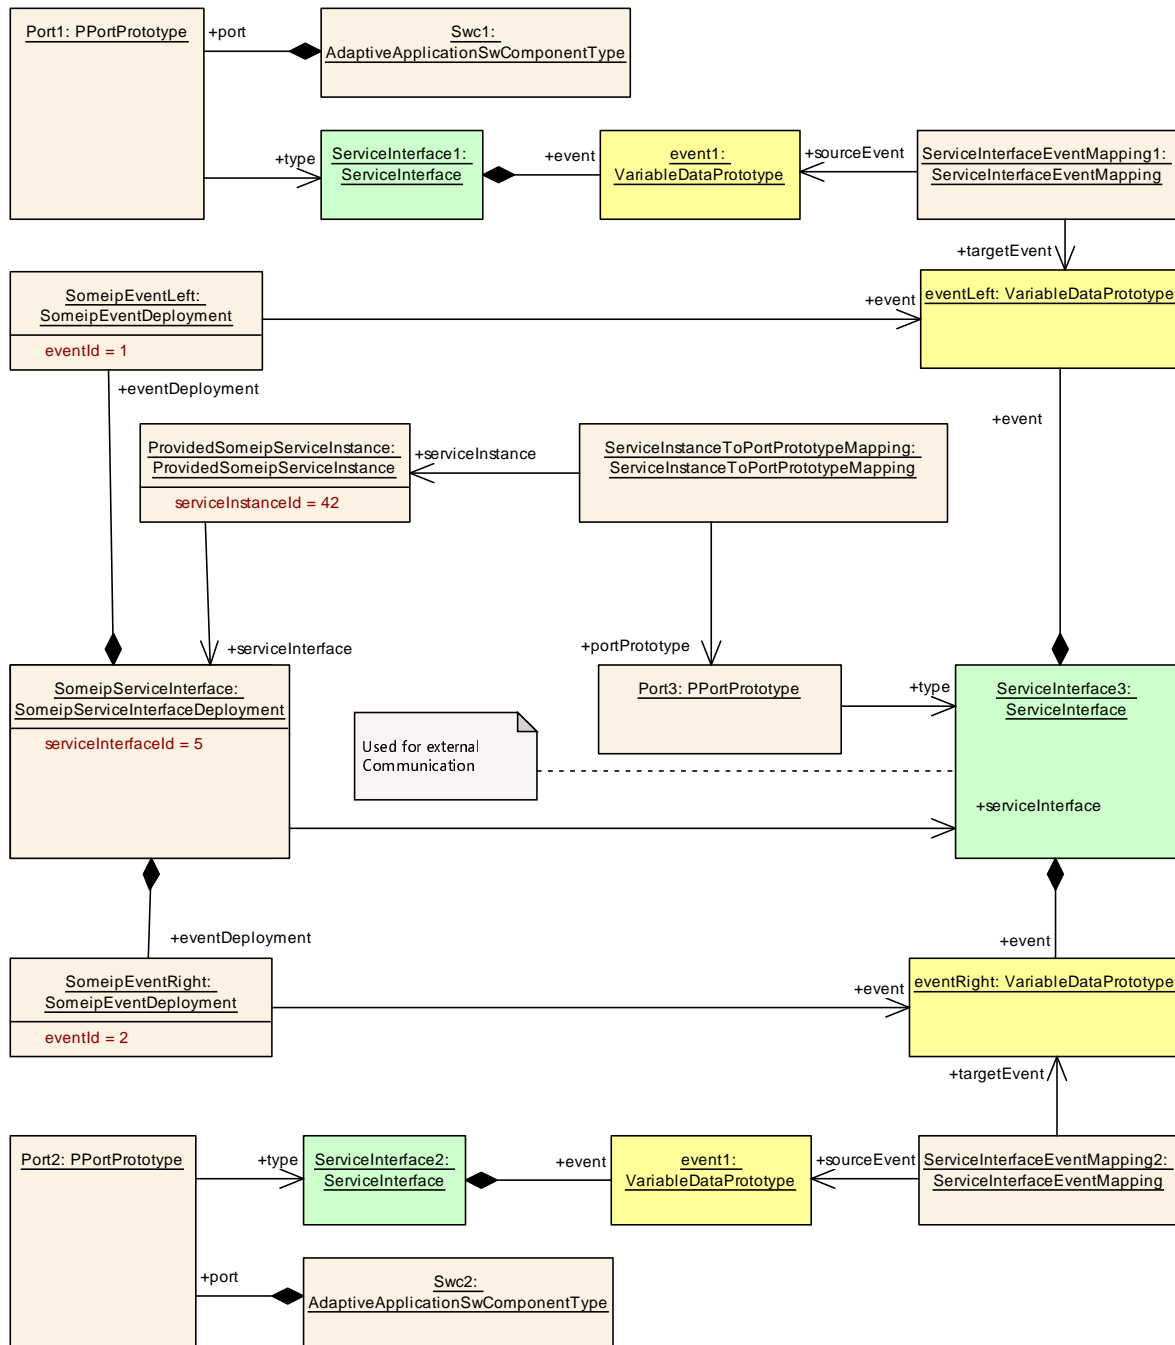 Port1: PPortPrototype
+port
Swc1:
AdaptiveApplicationSwComponentType
+type
ServiceInterface1:
ServiceInterface
+event
event1:
VariableDataPrototype
+sourceEvent
ServiceInterfaceEventMapping1:
ServiceInterfaceEventMapping
+targetEvent
SomeipEventLeft:
SomeipEventDeployment
eventId = 1
+event
eventLeft: VariableDataPrototype
+eventDeployment
+event
ProvidedSomeipServiceInstance:
ProvidedSomeipServiceInstance
serviceInstanceId = 42
+serviceInstance
ServiceInstanceToPortPrototypeMapping:
ServiceInstanceToPortPrototypeMapping
+serviceInterface
+portPrototype
SomeipServiceInterface:
SomeipServiceInterfaceDeployment
serviceInterfaceId = 5
Port3: PPortPrototype
+type
ServiceInterface3:
ServiceInterface
Used for external
Communication
+serviceInterface
+eventDeployment
+event
SomeipEventRight:
SomeipEventDeployment
eventId = 2
+event
eventRight: VariableDataPrototype
+targetEvent
Port2: PPortPrototype
+type
ServiceInterface2:
ServiceInterface
+event
event1:
VariableDataPrototype
+sourceEvent
ServiceInterfaceEventMapping2:
ServiceInterfaceEventMapping
+port
Swc2:
AdaptiveApplicationSwComponentType